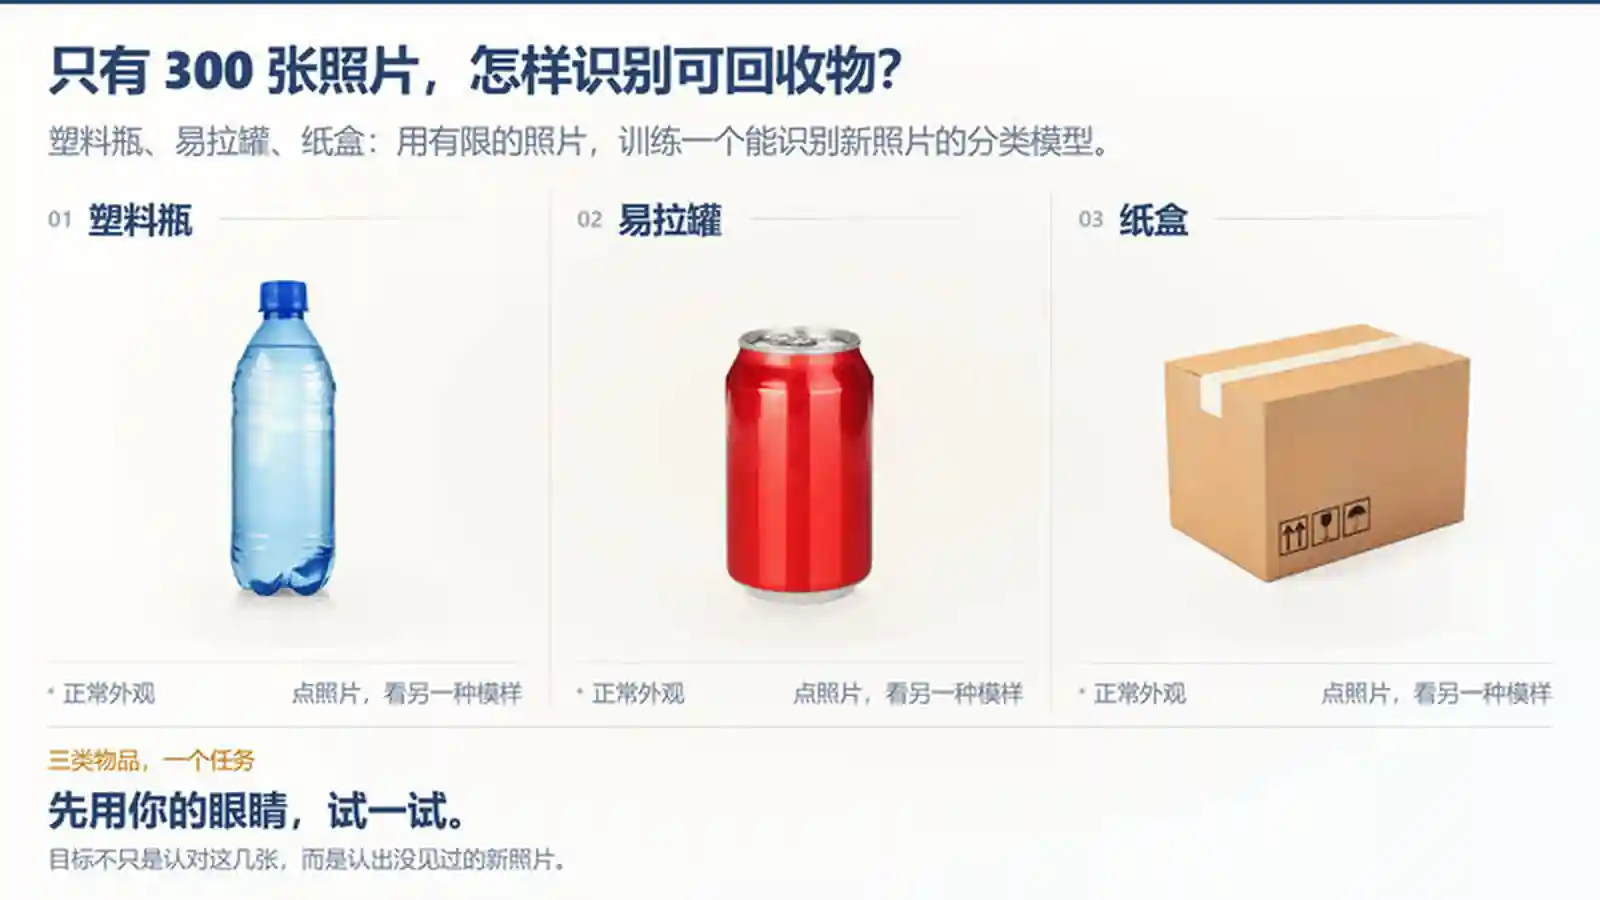 只有 300 张照片，怎样识别可回收物？
塑料瓶、易拉罐、纸盒：用有限的照片，训练一个能识别新照片的分类模型。
01 塑料瓶
02 易拉罐
03 纸盒
• 正常外观
点照片，看另一种模样
• 正常外观
点照片，看另一种模样
• 正常外观
点照片，看另一种模样
三类物品，一个任务
先用你的眼睛，试一试。
目标不只是认对这几张，而是认出没见过的新照片。